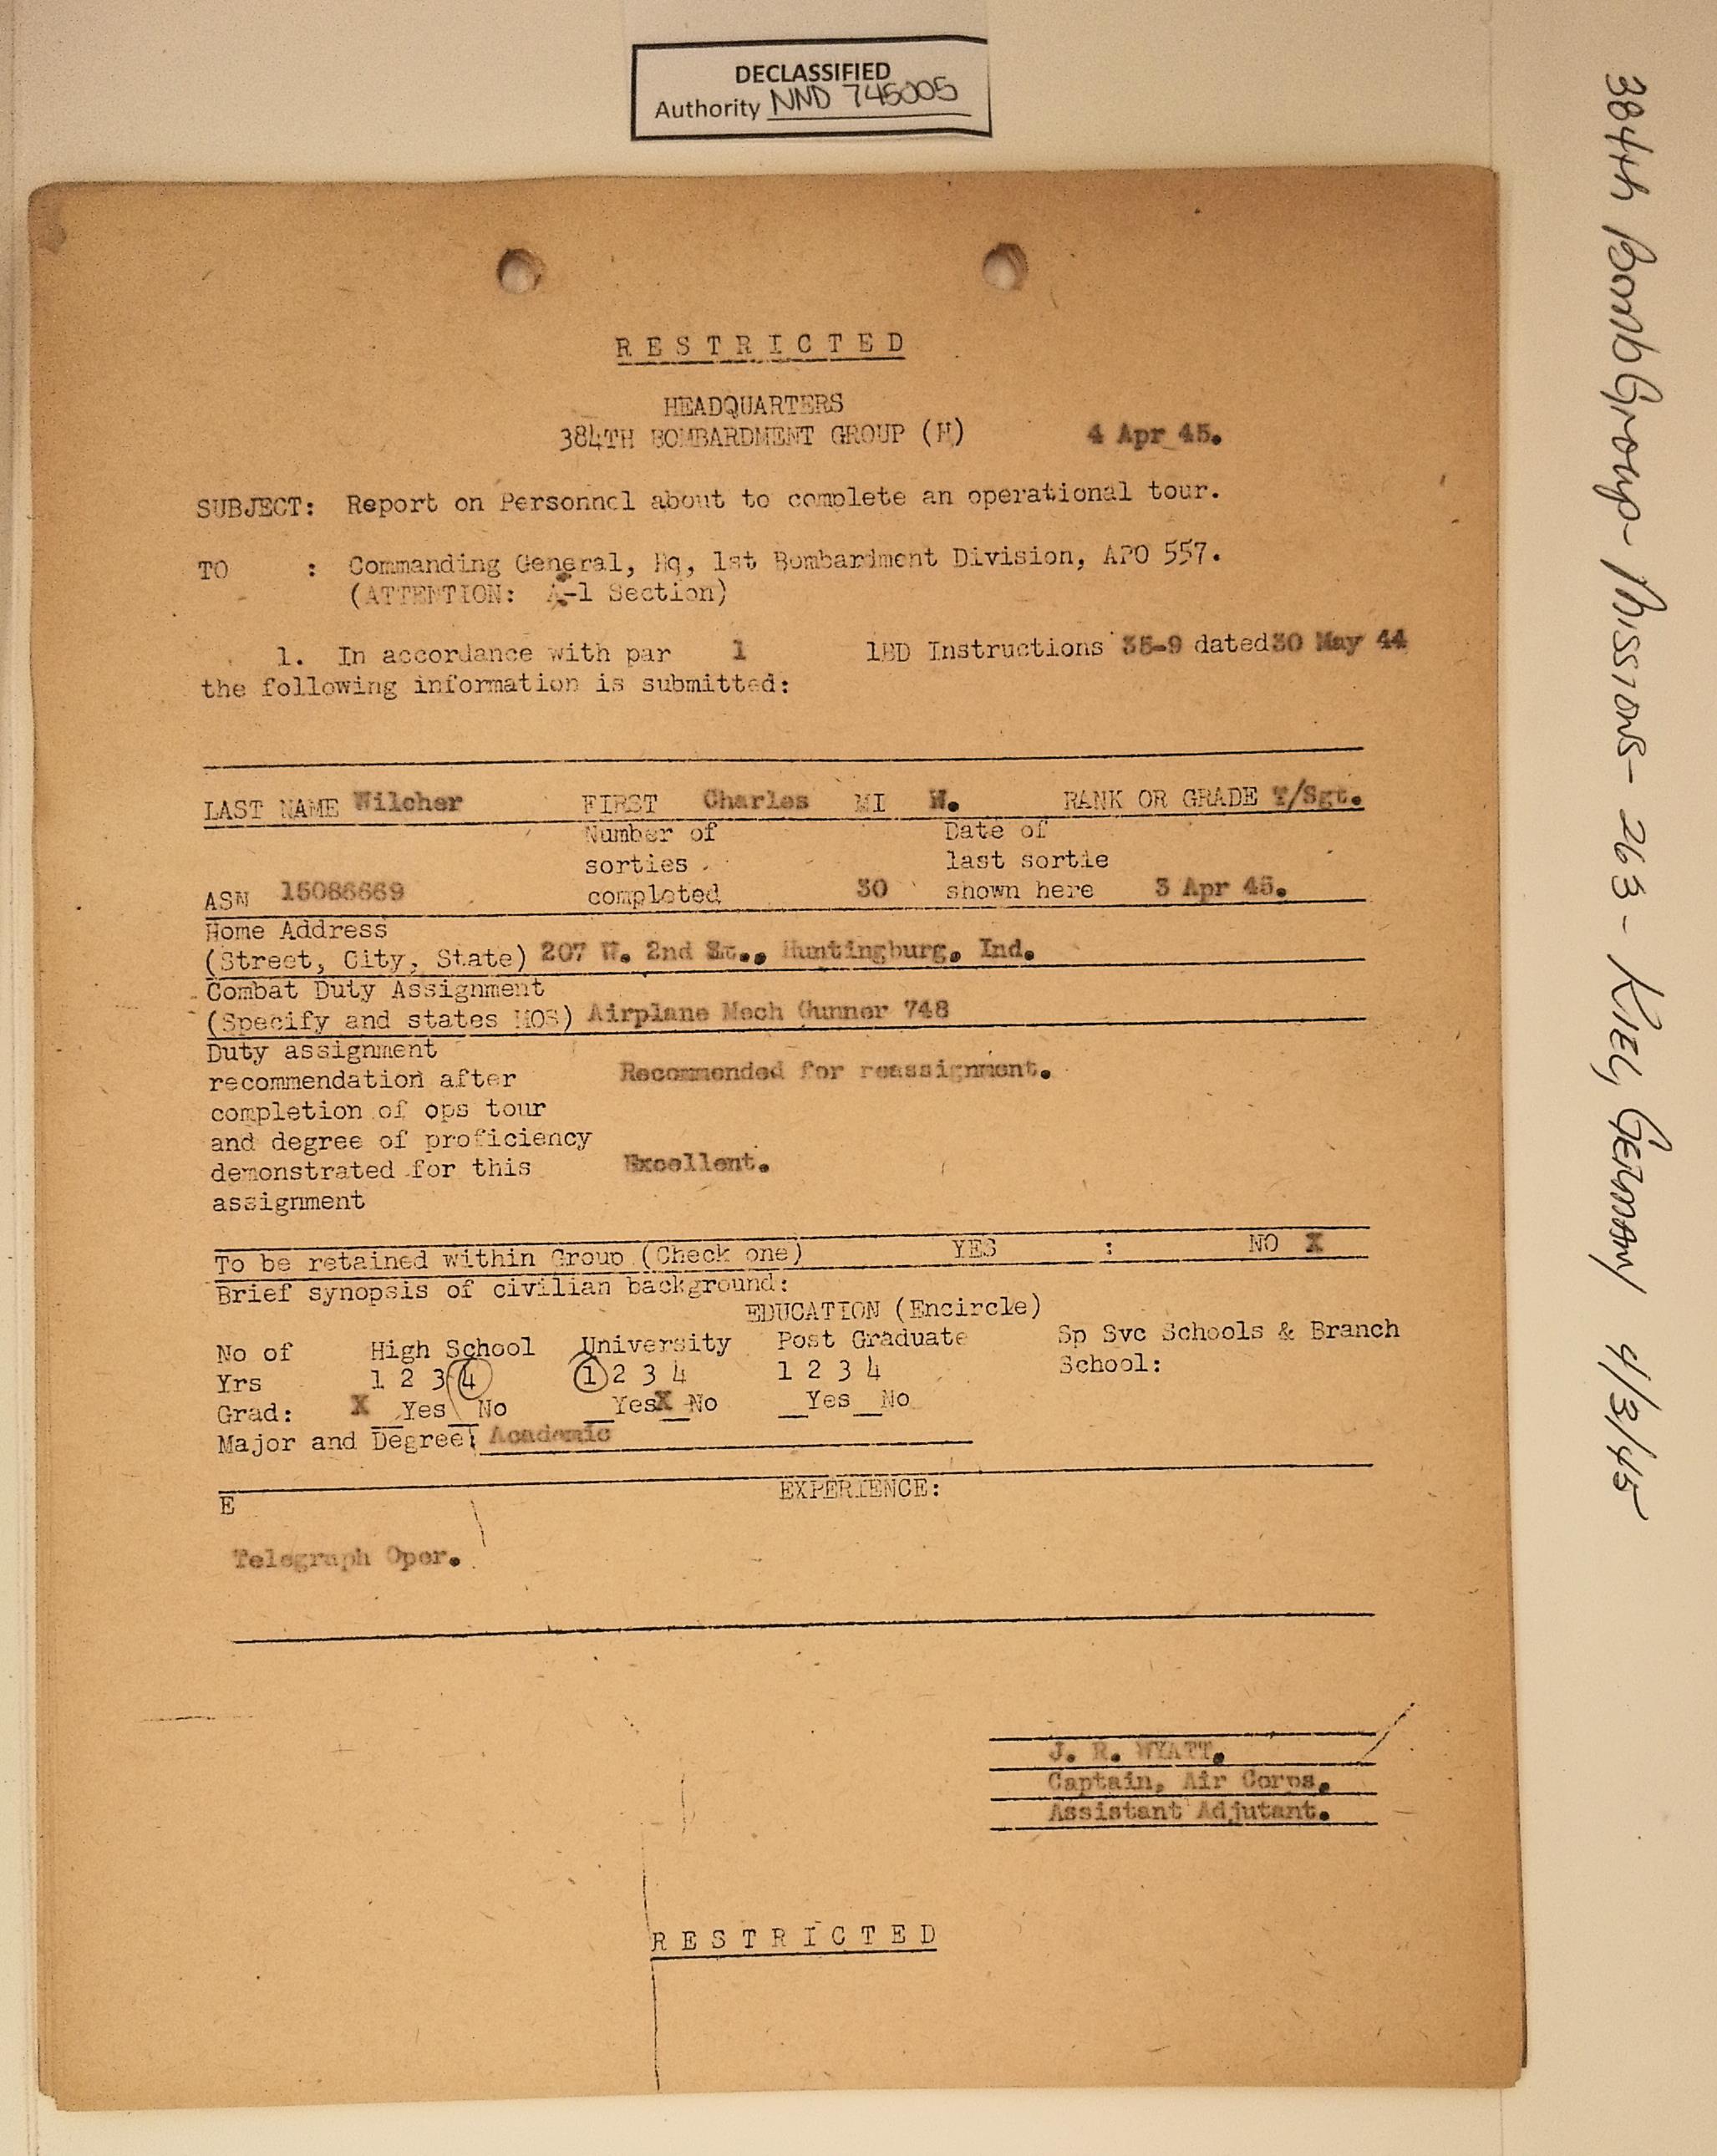 DECLASSIFIED
Authority NND 745005
RESTRICTED
HEADQUARTERS
384TH BOMBARDMENT GROUP (H) 4 Apr 45.
SUBJECT: Report on Personnel about to complete an operational tour.
TO : Commanding General, Hq, 1st Bombardment Division, APO 557.
(ATTENTION: A-1 Section)
1. In accordance with par 1 1BD Instructions 35-9 dated 30 May 44
the following information is submitted:
LAST NAME Wilcher FIRST Charles MI W. RANK OR GRADE T/Sgt.
Number of Date of
sorties last sortie
ASN 15086669 completed 30 shown here 3 Apr 45.
Home Address
(Street, City, State) 207 W. 2nd St., Huntingburg, Ind.
Combat Duty Assignment
(Specify and states MOS) Airplane Mech Gunner 748
Duty assignment
recommendation after Recommended for reassignment.
completion of ops tour
and degree of proficiency
demonstrated for this Excellent.
assignment
To be retained within Group (Check one) YES : NO X
Brief synopsis of civilian background:
EDUCATION (Encircle)
No of High School University Post Graduate Sp Svc Schools & Branch
Yrs 1 2 3 4 1 2 3 4 1 2 3 4 School:
Grad: X __Yes __No __Yes X __No __Yes __No
Major and Degree: Academic
E EXPERIENCE:
Telegraph Oper.
J. R. WYATT,
Captain, Air Corps,
Assistant Adjutant.
RESTRICTED
384th Bomb Group - Missions - 263 - KIEL, GERMANY 4/3/45